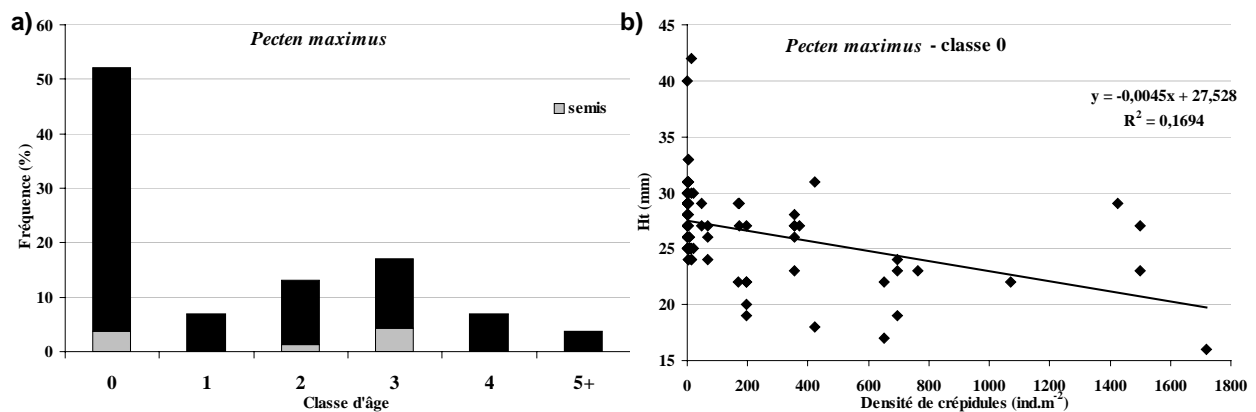 a)
Pecten maximus
60
50
40
30
20
10
0
Fréquence (%)
semis
0 1 2 3 4 5+
Classe d'âge
b)
Pecten maximus - classe 0
y = -0,0045x + 27,528
R² = 0,1694
45
40
35
30
25
20
15
Ht (mm)
0 200 400 600 800 1000 1200 1400 1600 1800
Densité de crépidules (ind.m⁻²)